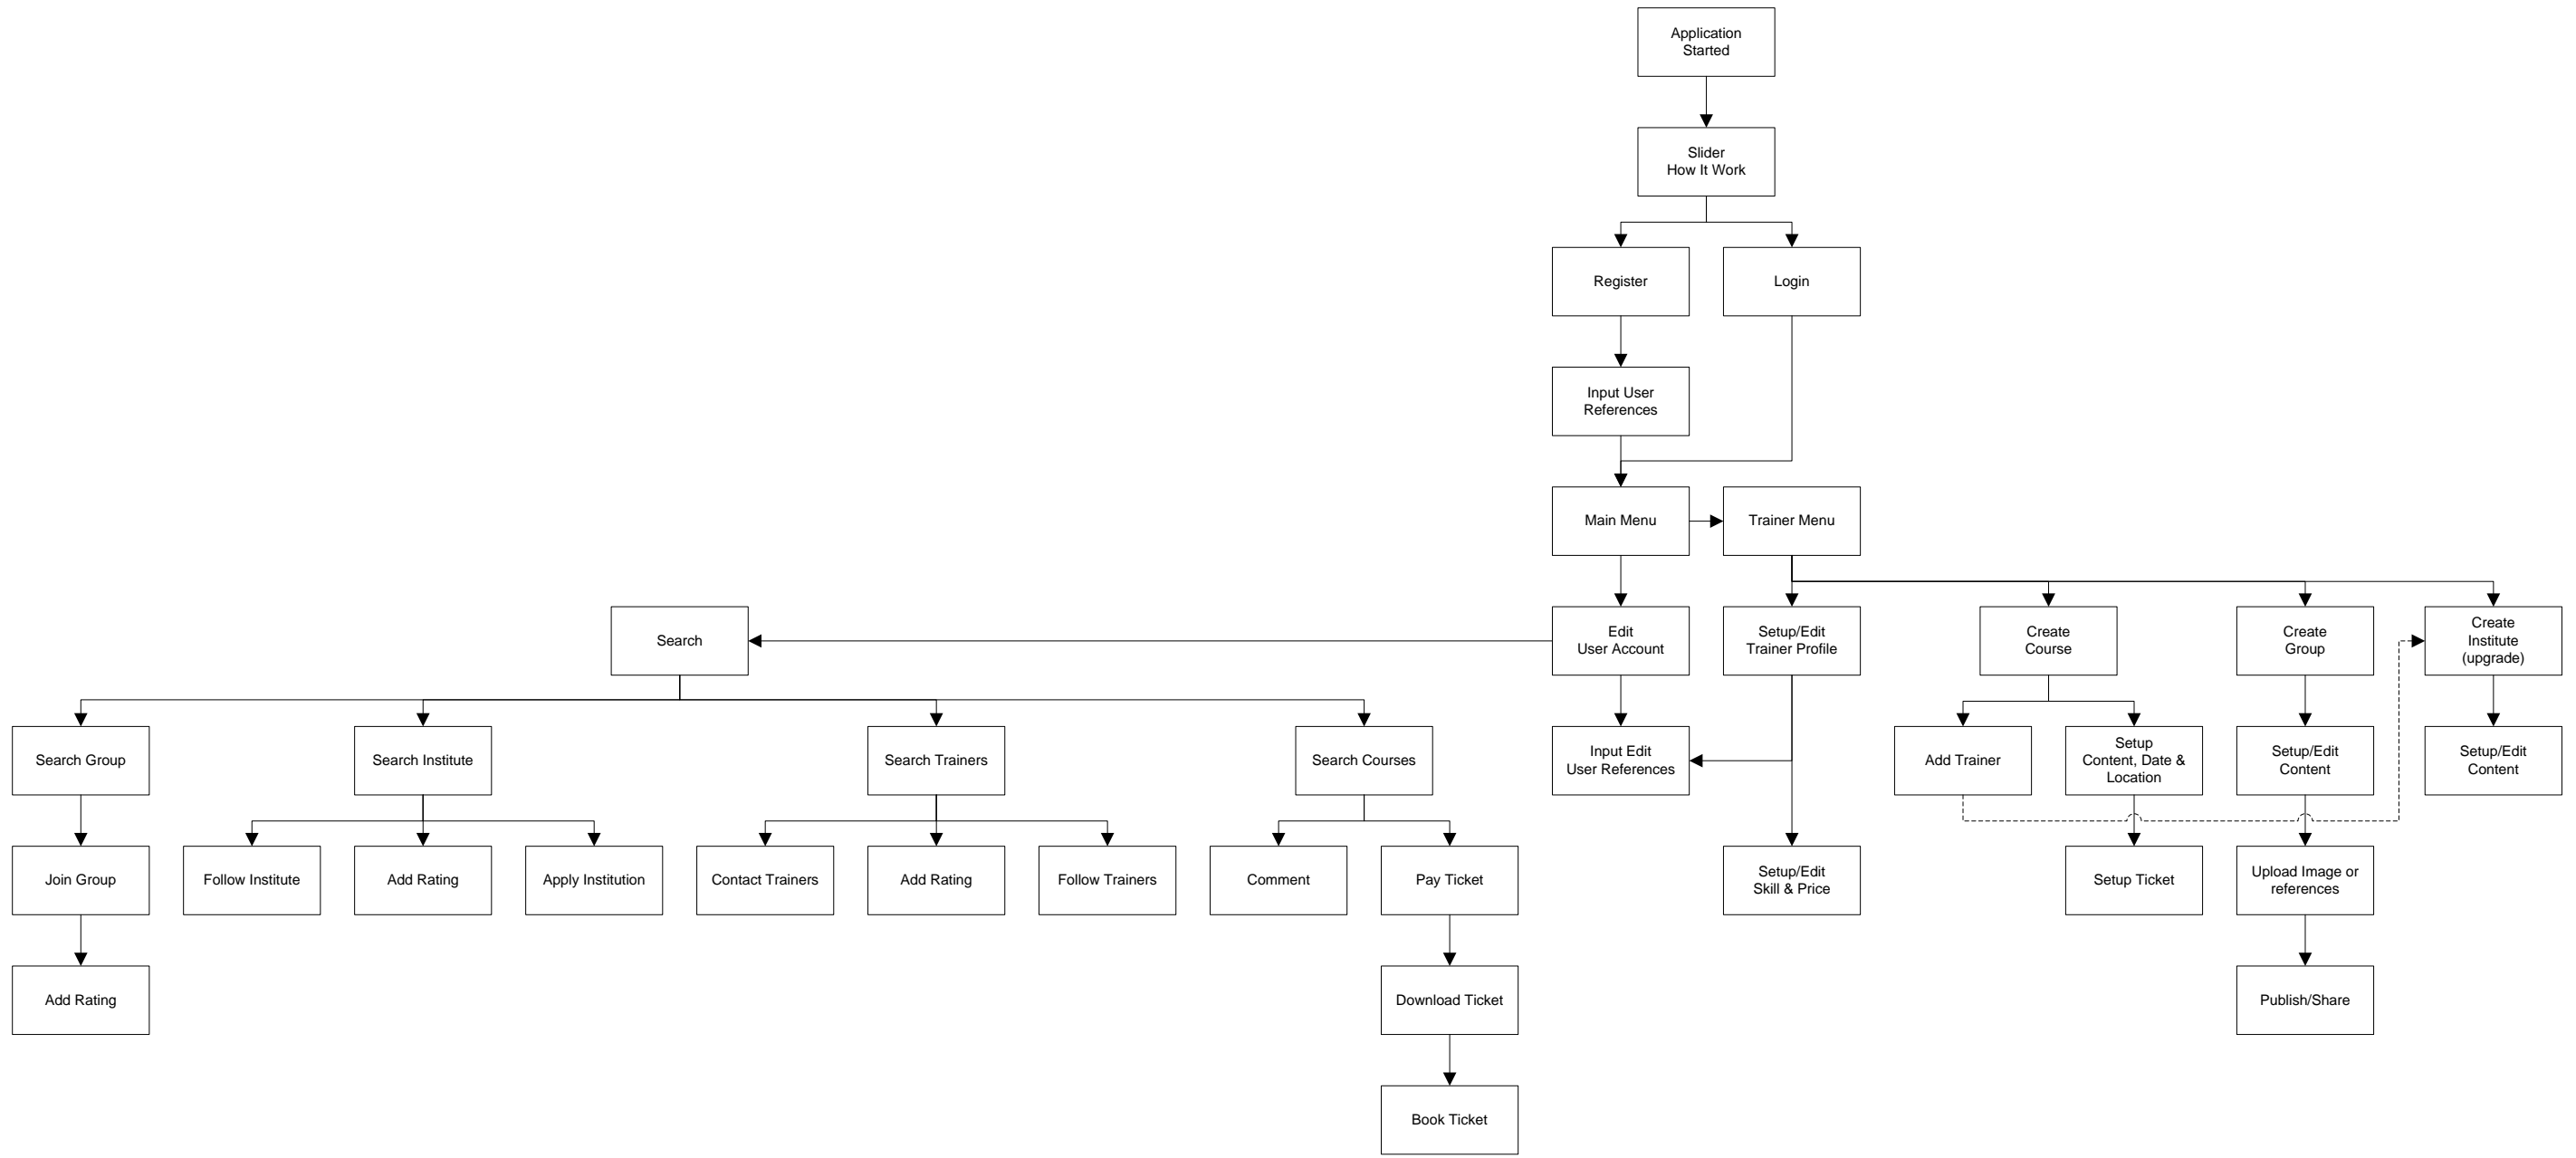 Application
Started
Slider
How It Work
Register
Login
Input User
References
Main Menu
Trainer Menu
Search
Edit
User Account
Setup/Edit
Trainer Profile
Create
Course
Create
Group
Create
Institute
(upgrade)
Search Group
Search Institute
Search Trainers
Search Courses
Input Edit
User References
Add Trainer
Setup
Content, Date &
Location
Setup/Edit
Content
Setup/Edit
Content
Join Group
Follow Institute
Add Rating
Apply Institution
Contact Trainers
Add Rating
Follow Trainers
Comment
Pay Ticket
Setup/Edit
Skill & Price
Setup Ticket
Upload Image or
references
Add Rating
Download Ticket
Publish/Share
Book Ticket